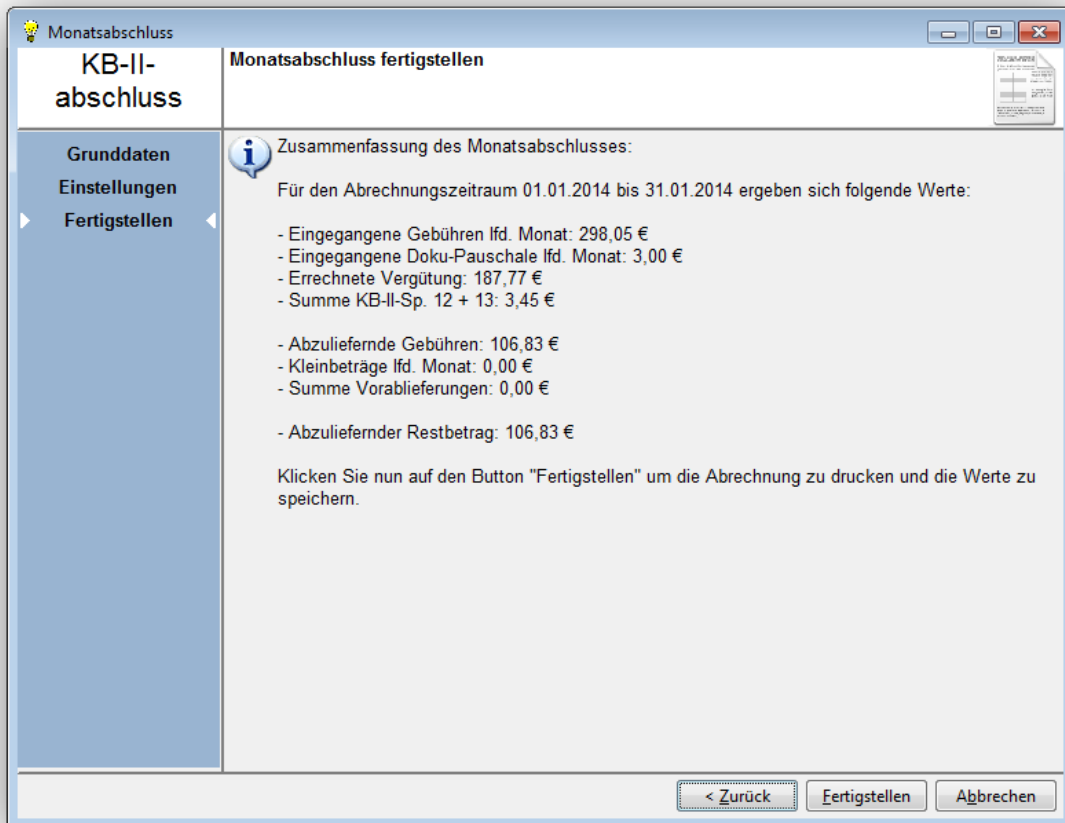 Monatsabschluss
KB-II-
abschluss
Monatsabschluss fertigstellen
Grunddaten
Einstellungen
Fertigstellen
Zusammenfassung des Monatsabschlusses:
Für den Abrechnungszeitraum 01.01.2014 bis 31.01.2014 ergeben sich folgende Werte:
- Eingegangene Gebühren lfd. Monat: 298,05 €
- Eingegangene Doku-Pauschale lfd. Monat: 3,00 €
- Errechnete Vergütung: 187,77 €
- Summe KB-II-Sp. 12 + 13: 3,45 €
- Abzuliefernde Gebühren: 106,83 €
- Kleinbeträge lfd. Monat: 0,00 €
- Summe Vorablieferungen: 0,00 €
- Abzuliefernder Restbetrag: 106,83 €
Klicken Sie nun auf den Button "Fertigstellen" um die Abrechnung zu drucken und die Werte zu
speichern.
< Zurück
Fertigstellen
Abbrechen